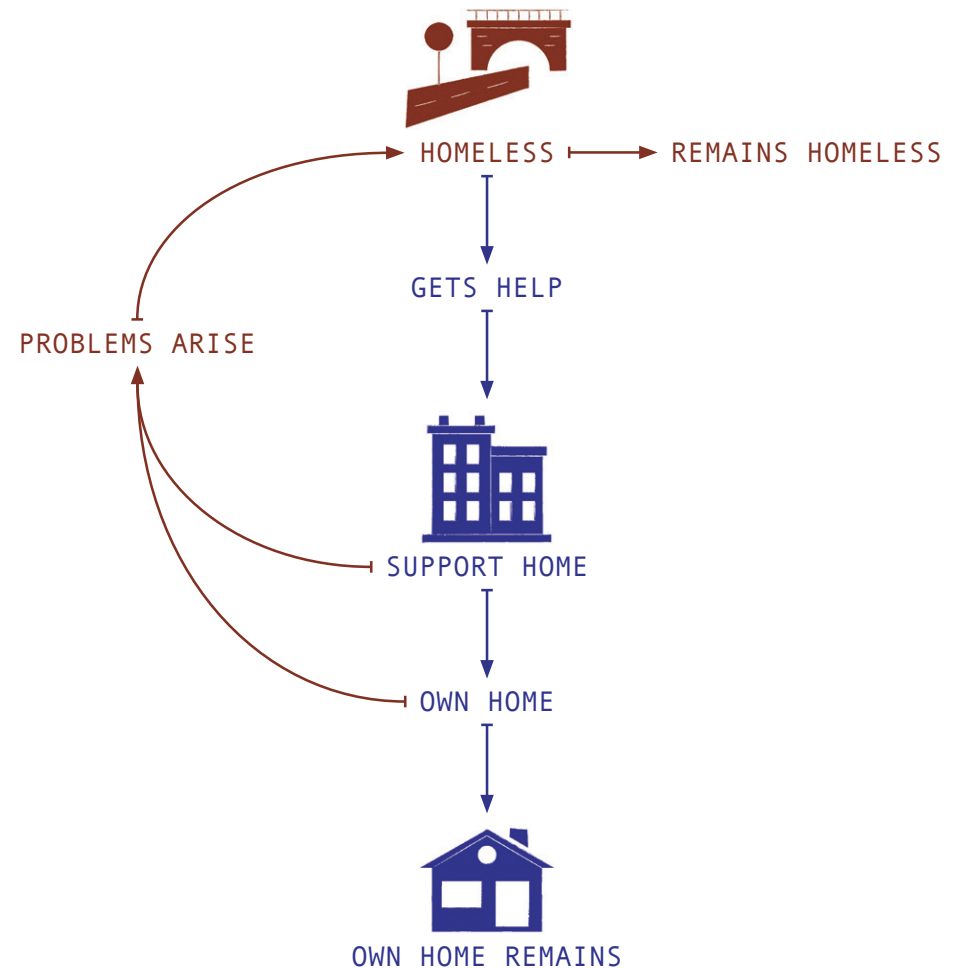 HOMELESS
REMAINS HOMELESS
GETS HELP
PROBLEMS ARISE
SUPPORT HOME
OWN HOME
OWN HOME REMAINS